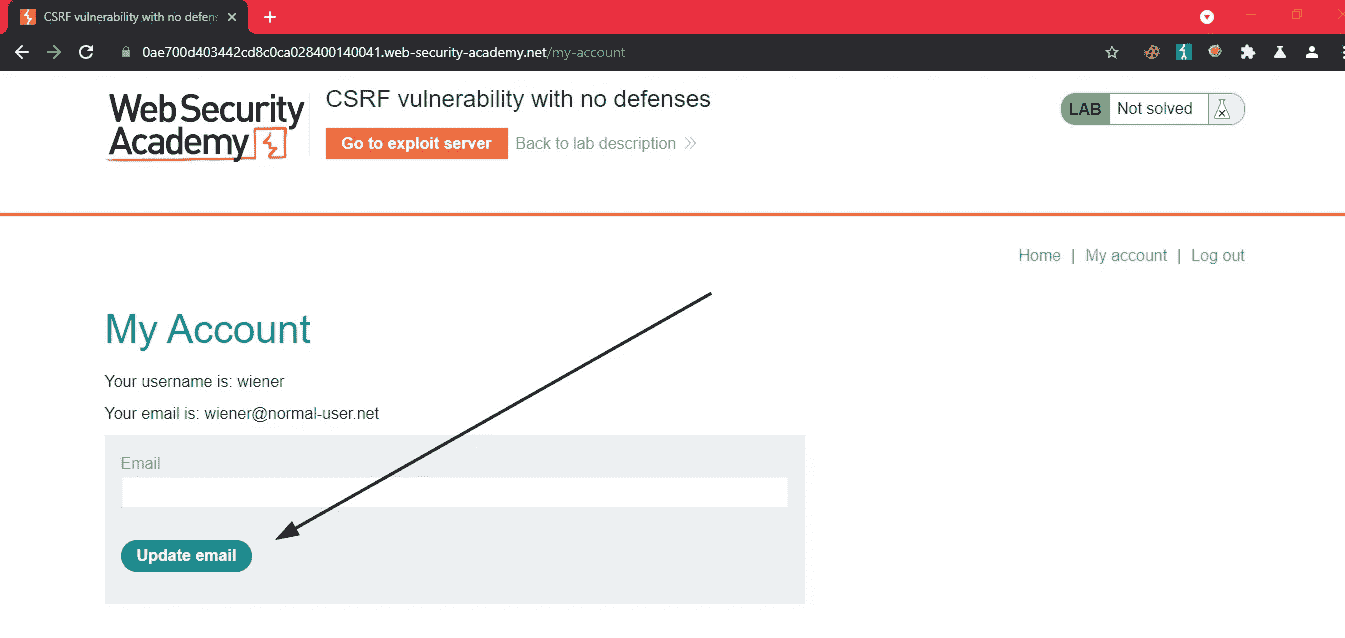 CSRF vulnerability with no defens
0ae700d403442cd8c0ca028400140041.web-security-academy.net/my-account
Web Security
Academy
CSRF vulnerability with no defenses
Go to exploit server
Back to lab description
LAB Not solved
Home | My account | Log out
My Account
Your username is: wiener
Your email is: wiener@normal-user.net
Email
Update email